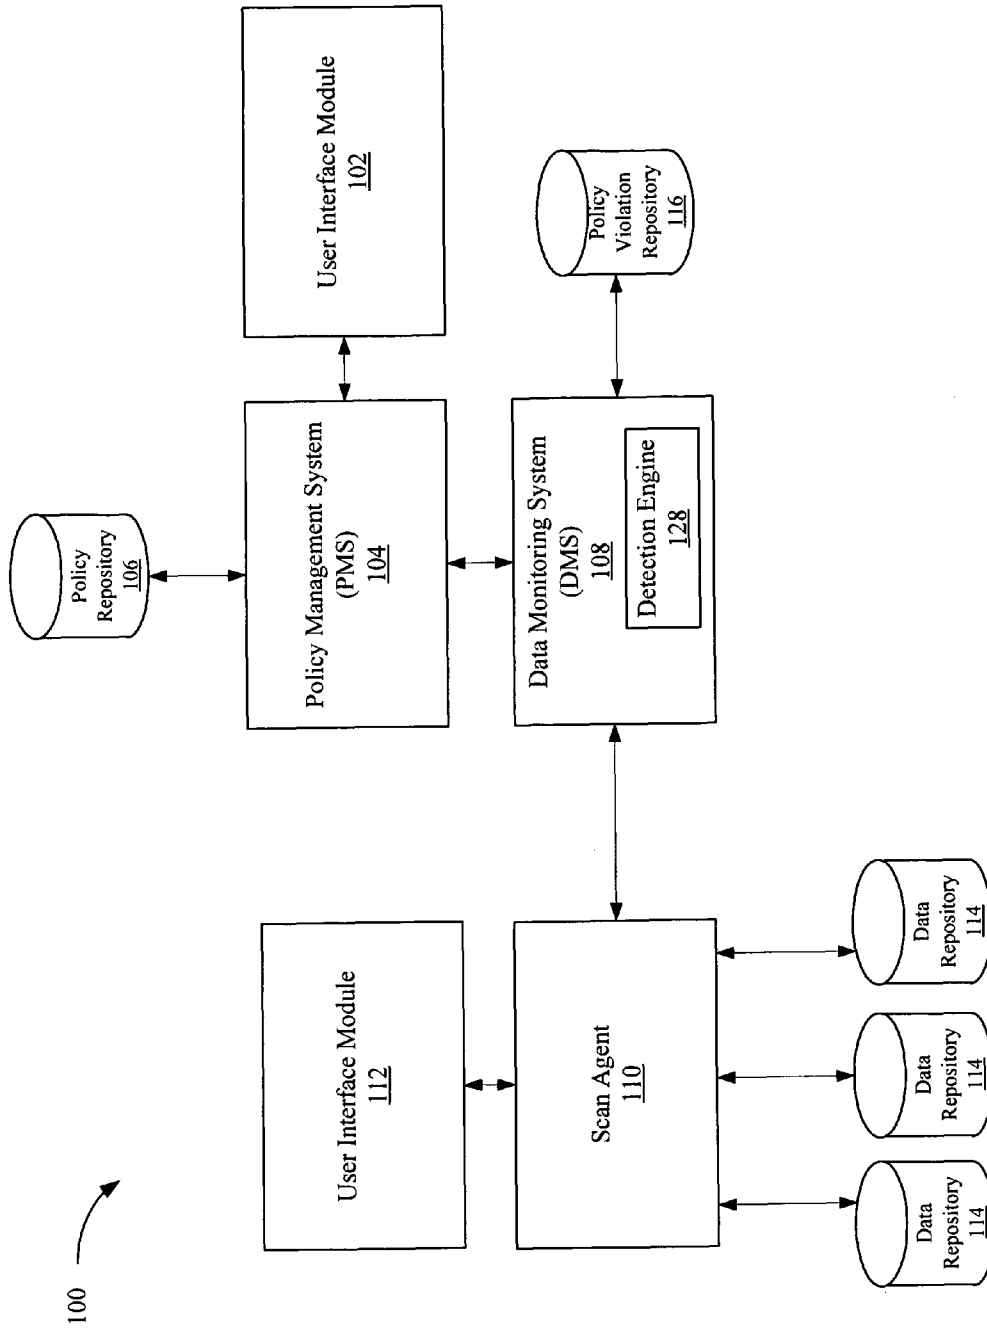 100
User Interface Module
112
Scan Agent
110
Data
Repository
114
Data
Repository
114
Data
Repository
114
Policy
Repository
106
Policy Management System
(PMS)
104
User Interface Module
102
Data Monitoring System
(DMS)
108
Detection Engine
128
Policy
Violation
Repository
116